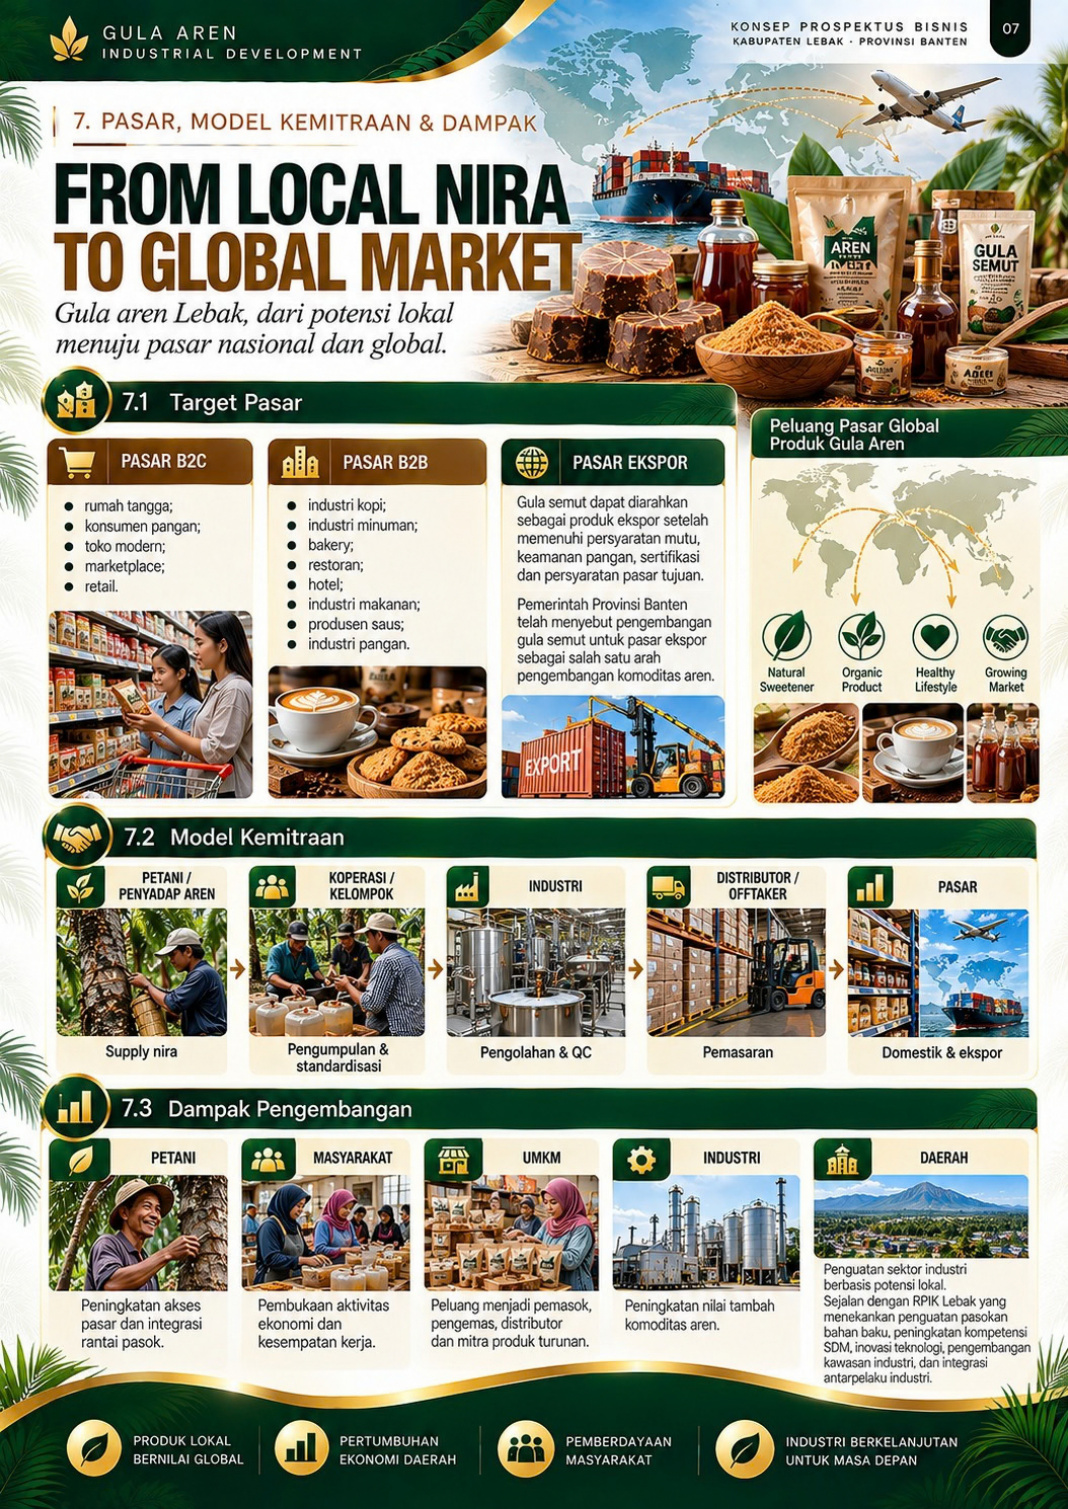 GULA AREN
INDUSTRIAL DEVELOPMENT
KONSEP PROSPEKTUS BISNIS
KABUPATEN LEBAK · PROVINSI BANTEN
07
7. PASAR, MODEL KEMITRAAN & DAMPAK
FROM LOCAL NIRA
TO GLOBAL MARKET
Gula aren Lebak, dari potensi lokal
menuju pasar nasional dan global.
AREN
GULA
SEMUT
7.1 Target Pasar
PASAR B2C
• rumah tangga;
• konsumen pangan;
• toko modern;
• marketplace;
• retail.
PASAR B2B
• industri kopi;
• industri minuman;
• bakery;
• restoran;
• hotel;
• industri makanan;
• produsen saus;
• industri pangan.
PASAR EKSPOR
Gula semut dapat diarahkan
sebagai produk ekspor setelah
memenuhi persyaratan mutu,
keamanan pangan, sertifikasi
dan persyaratan pasar tujuan.
Pemerintah Provinsi Banten
telah menyebut pengembangan
gula semut untuk pasar ekspor
sebagai salah satu arah
pengembangan komoditas aren.
EXPORT
Peluang Pasar Global
Produk Gula Aren
Natural
Sweetener
Organic
Product
Healthy
Lifestyle
Growing
Market
7.2 Model Kemitraan
PETANI /
PENYADAP AREN
Supply nira
KOPERASI /
KELOMPOK
Pengumpulan &
standardisasi
INDUSTRI
Pengolahan & QC
DISTRIBUTOR /
OFFTAKER
Pemasaran
PASAR
Domestik & ekspor
7.3 Dampak Pengembangan
PETANI
Peningkatan akses
pasar dan integrasi
rantai pasok.
MASYARAKAT
Pembukaan aktivitas
ekonomi dan
kesempatan kerja.
UMKM
Peluang menjadi pemasok,
pengemas, distributor
dan mitra produk turunan.
INDUSTRI
Peningkatan nilai tambah
komoditas aren.
DAERAH
Penguatan sektor industri
berbasis potensi lokal.
Sejalan dengan RPIK Lebak yang
menekankan penguatan pasokan
bahan baku, peningkatan kompetensi
SDM, inovasi teknologi, pengembangan
kawasan industri, dan integrasi
antarpelaku industri.
PRODUK LOKAL
BERNILAI GLOBAL
PERTUMBUHAN
EKONOMI DAERAH
PEMBERDAYAAN
MASYARAKAT
INDUSTRI BERKELANJUTAN
UNTUK MASA DEPAN